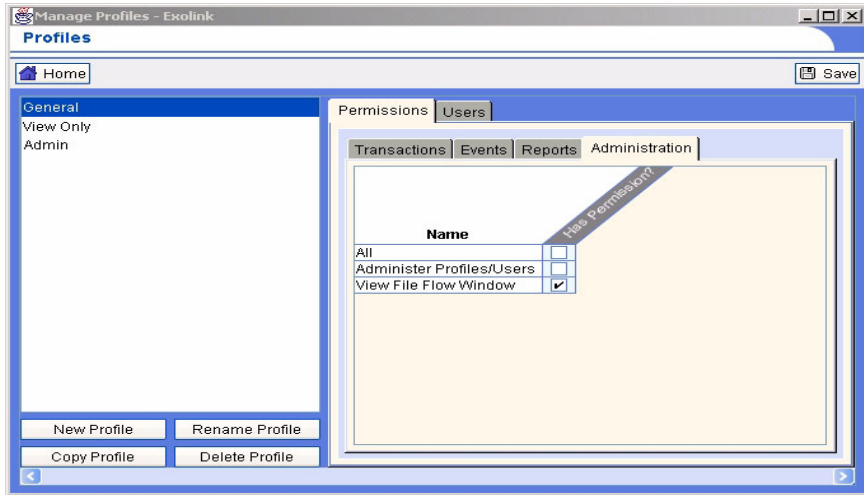 Manage Profiles - Exolink
Profiles
Home
Save
General
View Only
Admin
Permissions Users
Transactions Events Reports Administration
Has Permission?
Name
All
Administer Profiles/Users
View File Flow Window
New Profile Rename Profile
Copy Profile Delete Profile